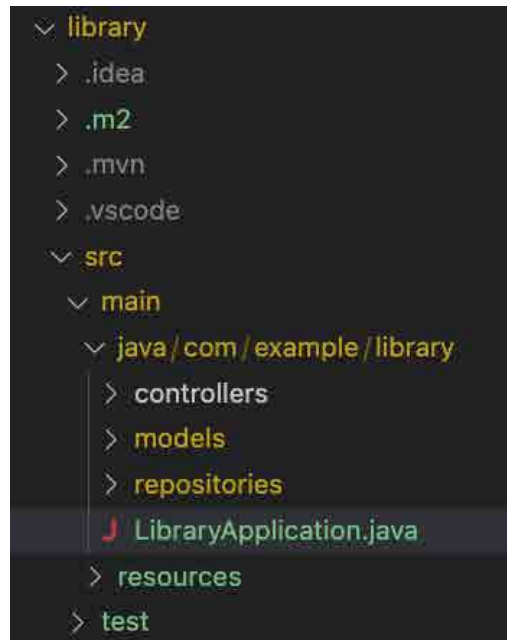 library
.idea
.m2
.mvn
.vscode
src
main
java/com/example/library
controllers
models
repositories
J LibraryApplication.java
resources
test